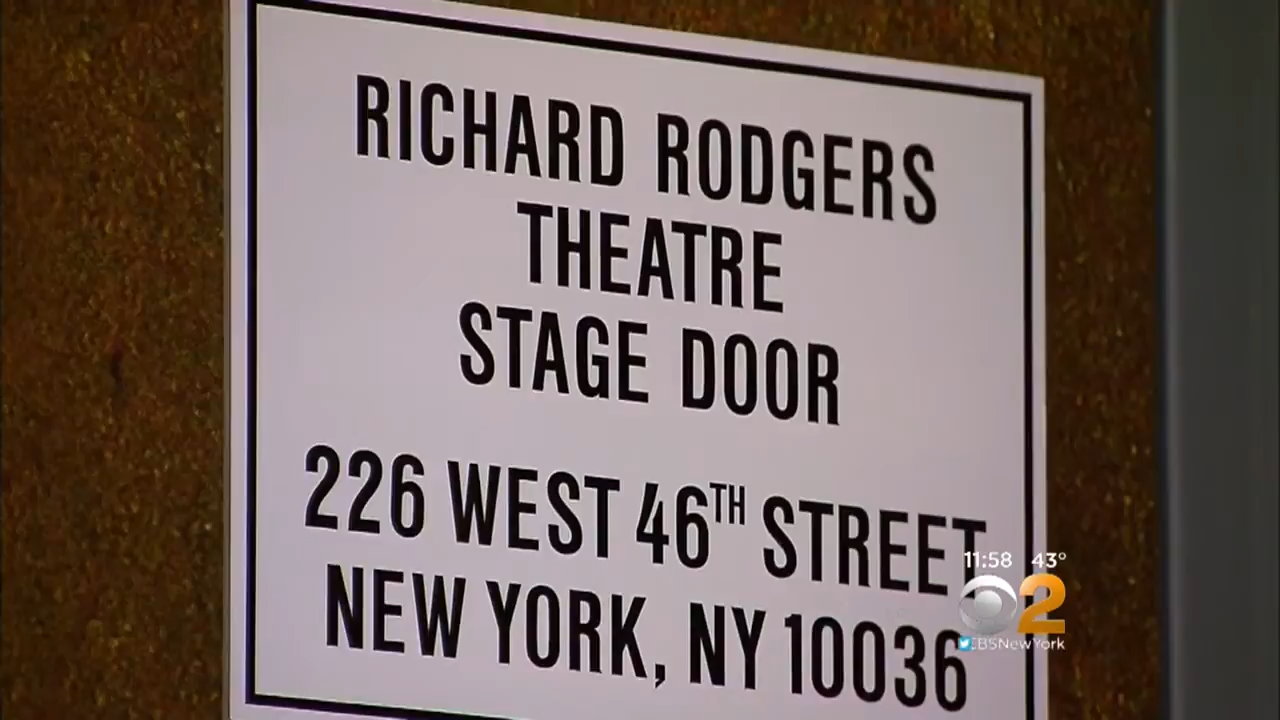 RICHARD RODGERS
THEATRE
STAGE DOOR
226 WEST 46TH STREET
NEW YORK, NY 10036
11:58 43°
2
CBSNewYork